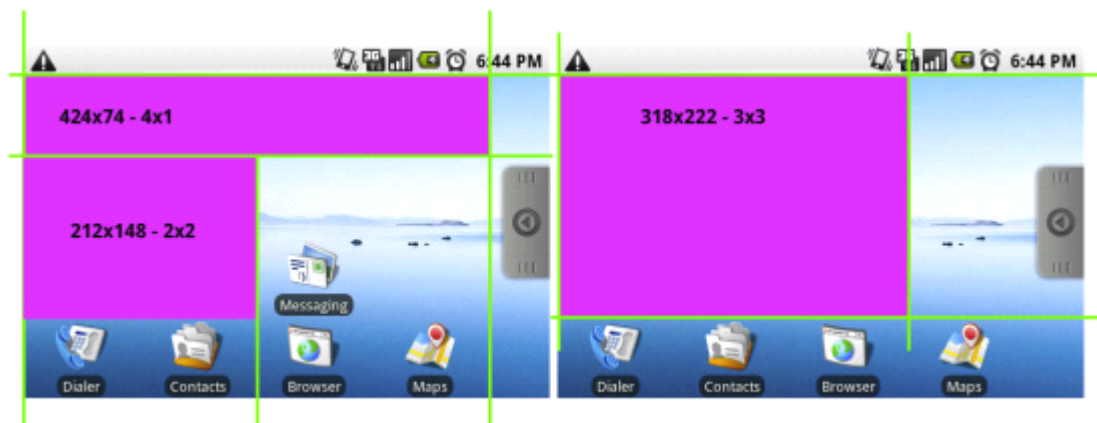 6:44 PM
424x74 - 4x1
212x148 - 2x2
Messaging
Dialer Contacts Browser Maps
3G 6:44 PM
318x222 - 3x3
Dialer Contacts Browser Maps